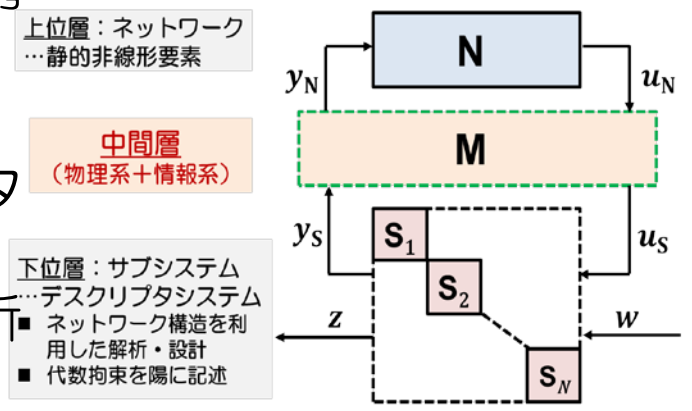 上位層：ネットワーク
…静的非線形要素
N
y_N
u_N
中間層
（物理系＋情報系）
M
y_S
u_S
下位層：サブシステム
…デスクリプタシステム
■ ネットワーク構造を利
用した解析・設計
■ 代数拘束を陽に記述
S_1
S_2
S_N
z
w